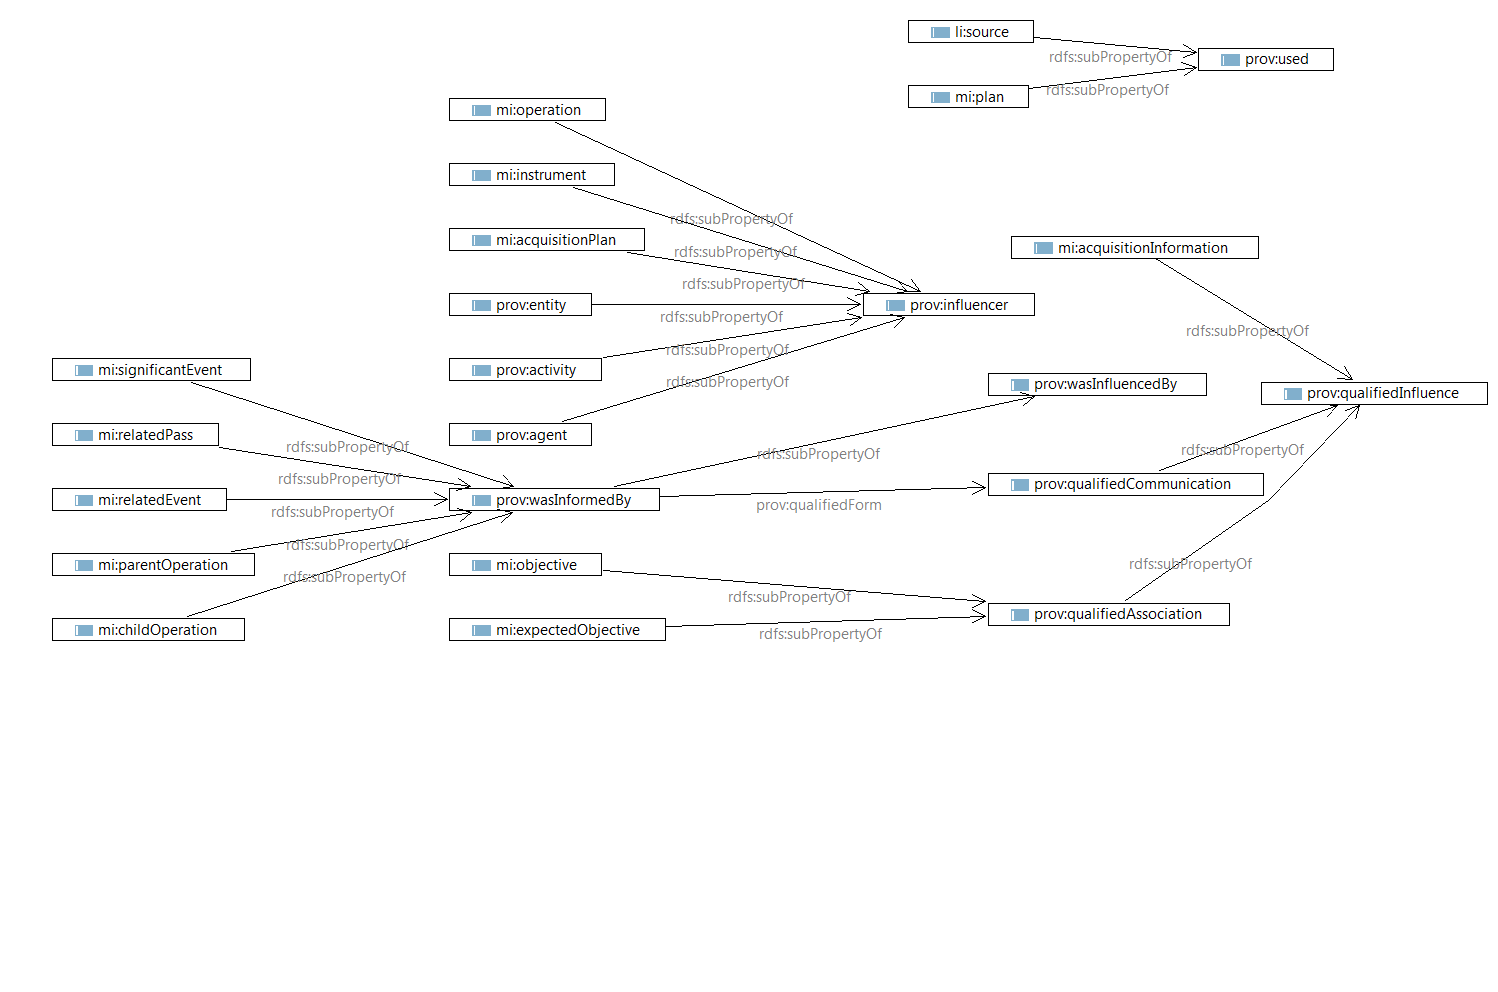 li:source
rdfs:subPropertyOf
prov:used
mi:plan
rdfs:subPropertyOf
mi:operation
mi:instrument
rdfs:subPropertyOf
mi:acquisitionPlan
rdfs:subPropertyOf
mi:acquisitionInformation
rdfs:subPropertyOf
prov:entity
prov:influencer
rdfs:subPropertyOf
rdfs:subPropertyOf
rdfs:subPropertyOf
prov:activity
rdfs:subPropertyOf
mi:significantEvent
prov:wasInfluencedBy
prov:qualifiedInfluence
mi:relatedPass
rdfs:subPropertyOf
prov:agent
rdfs:subPropertyOf
rdfs:subPropertyOf
rdfs:subPropertyOf
mi:relatedEvent
prov:wasInformedBy
prov:qualifiedForm
prov:qualifiedCommunication
rdfs:subPropertyOf
rdfs:subPropertyOf
mi:parentOperation
mi:objective
rdfs:subPropertyOf
rdfs:subPropertyOf
rdfs:subPropertyOf
mi:childOperation
mi:expectedObjective
rdfs:subPropertyOf
prov:qualifiedAssociation